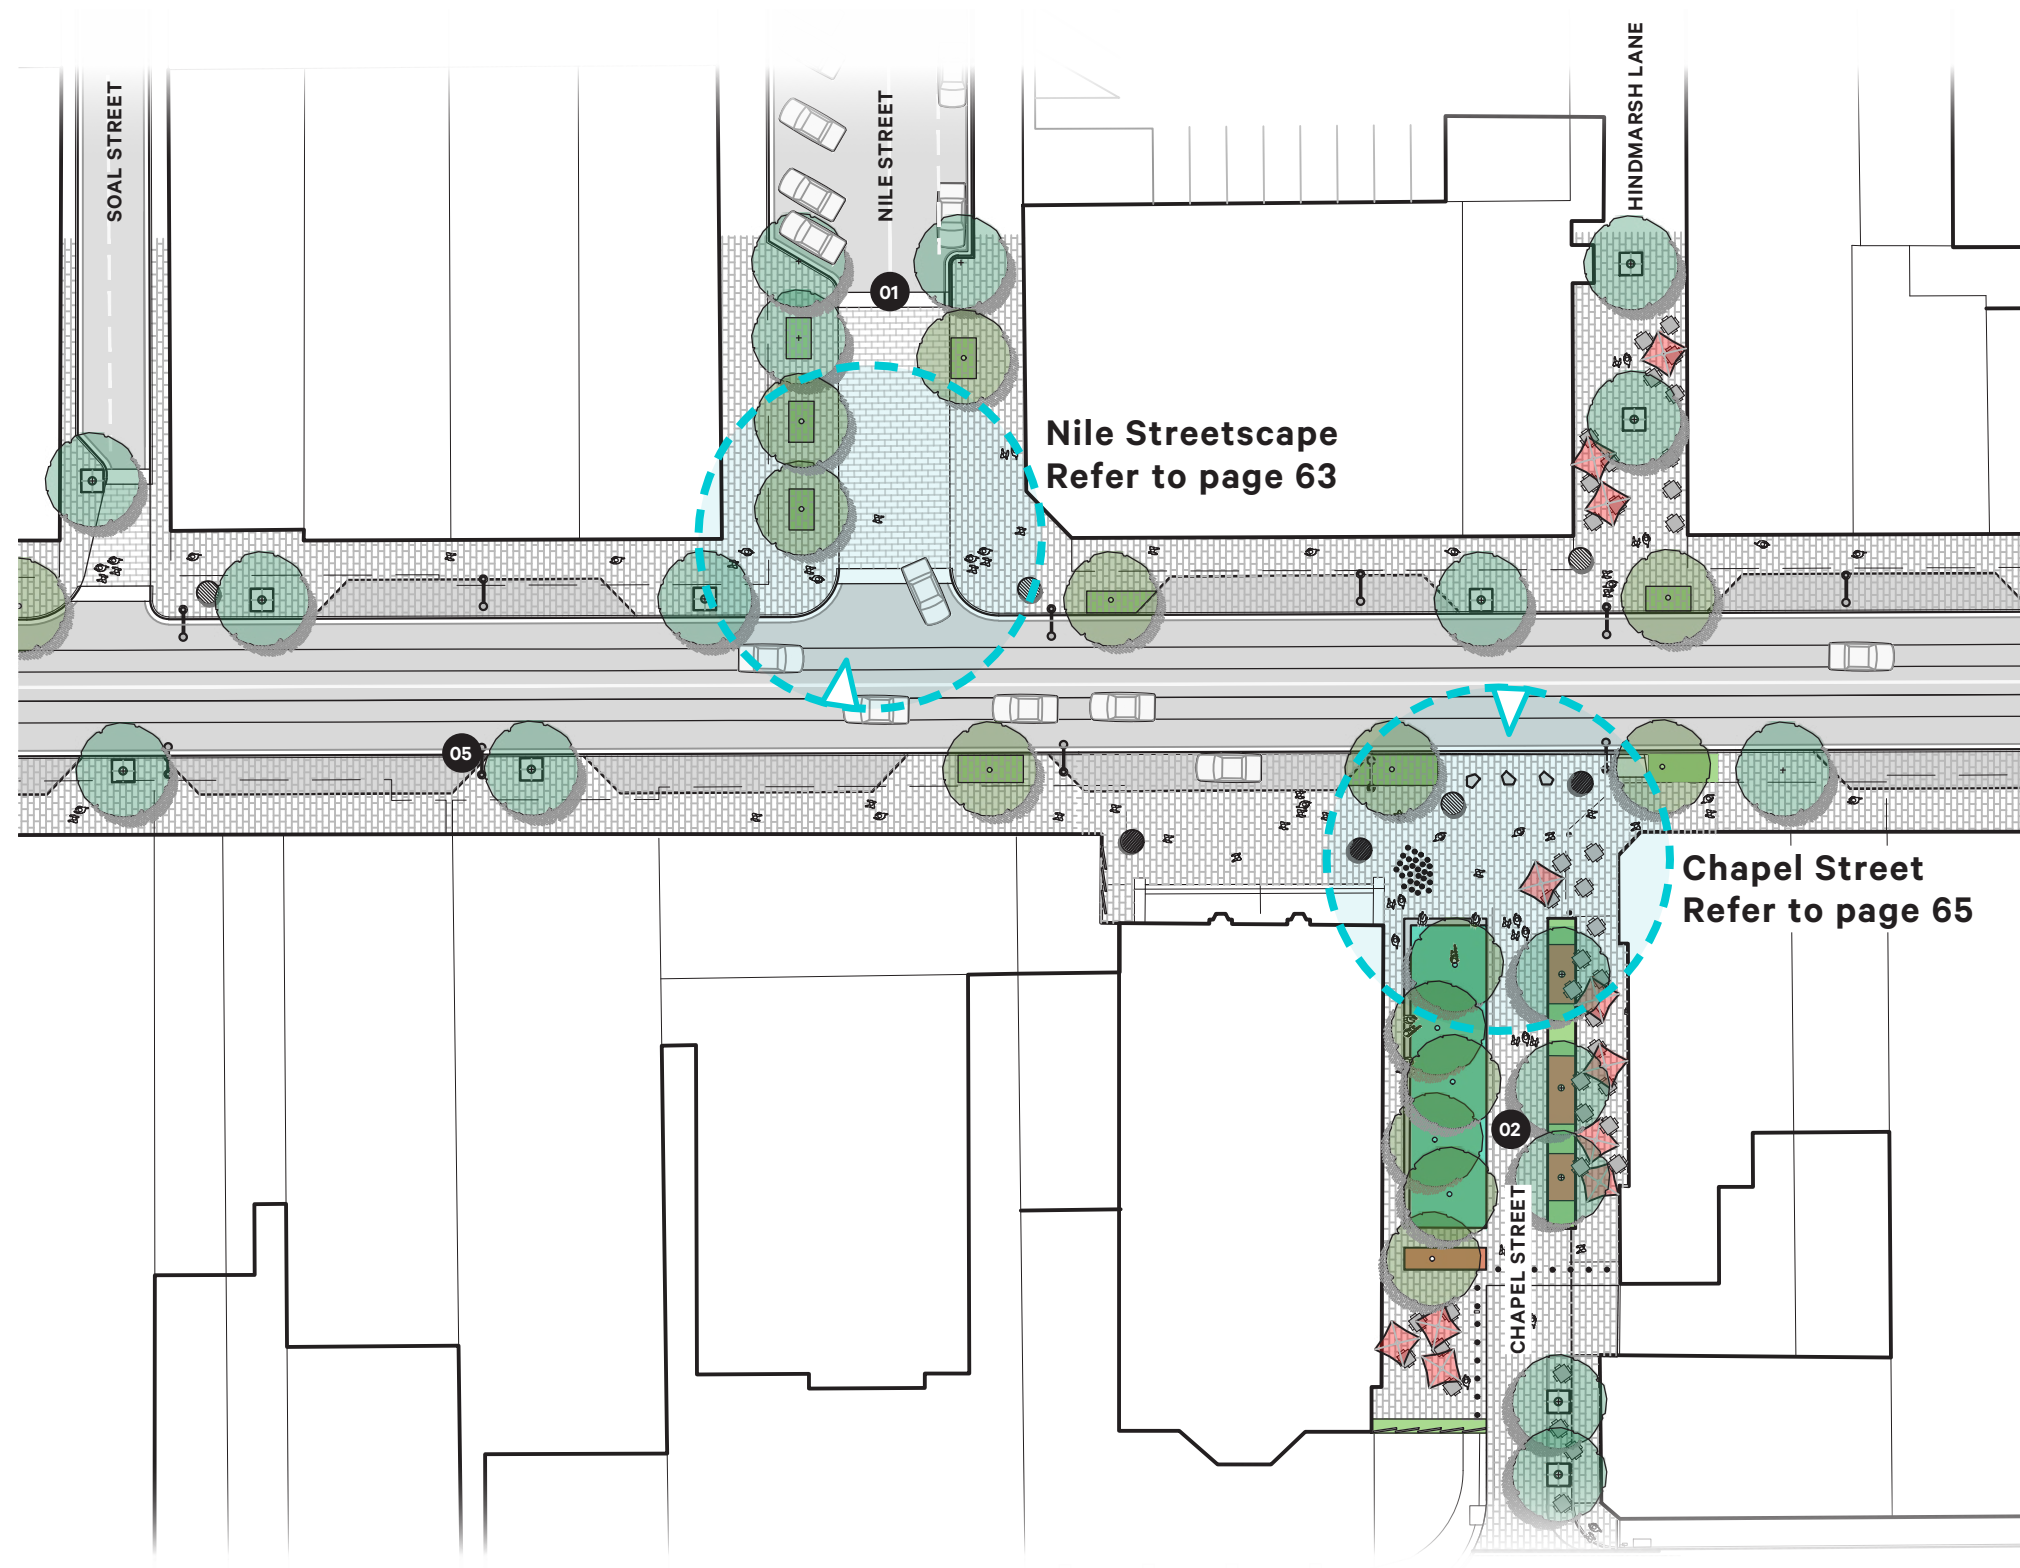 SOAL STREET
NILE STREET
HINDMARSH LANE
01
Nile Streetscape
Refer to page 63
05
Chapel Street
Refer to page 65
02
CHAPEL STREET